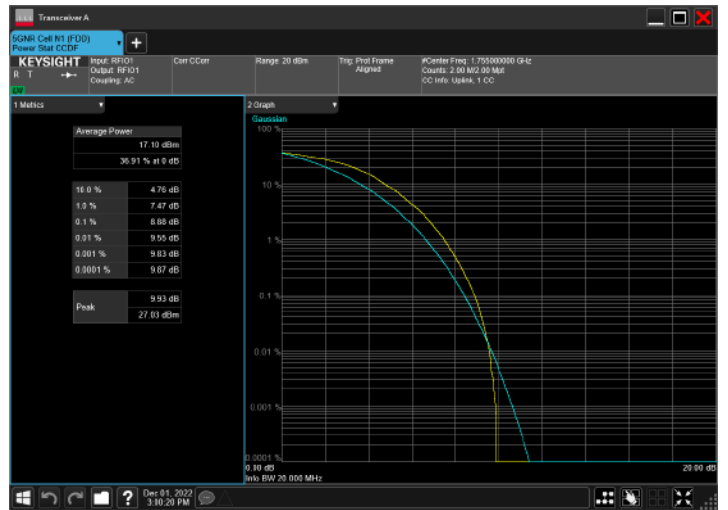 Transceiver A
5GNR Cell N1 (FDD)
Power Stat CCDF
KEYSIGHT
R T
Input: RFIO1
Output: RFIO1
Coupling: AC
Corr CCorr
Range: 20 dBm
Trig: Prot Frame
Aligned
#Center Freq: 1.755000000 GHz
Counts: 2.00 M/2.00 Mpt
CC Info: Uplink, 1 CC
1 Metrics
Average Power
17.10 dBm
36.91 % at 0 dB
10.0 % 4.76 dB
1.0 % 7.47 dB
0.1 % 8.88 dB
0.01 % 9.55 dB
0.001 % 9.83 dB
0.0001 % 9.87 dB
Peak
9.93 dB
27.03 dBm
2 Graph
Gaussian
100 %
10 %
1 %
0.1 %
0.01 %
0.001 %
0.0001 %
0.00 dB
20.00 dB
Info BW 20.000 MHz
Dec 01, 2022
3:10:20 PM